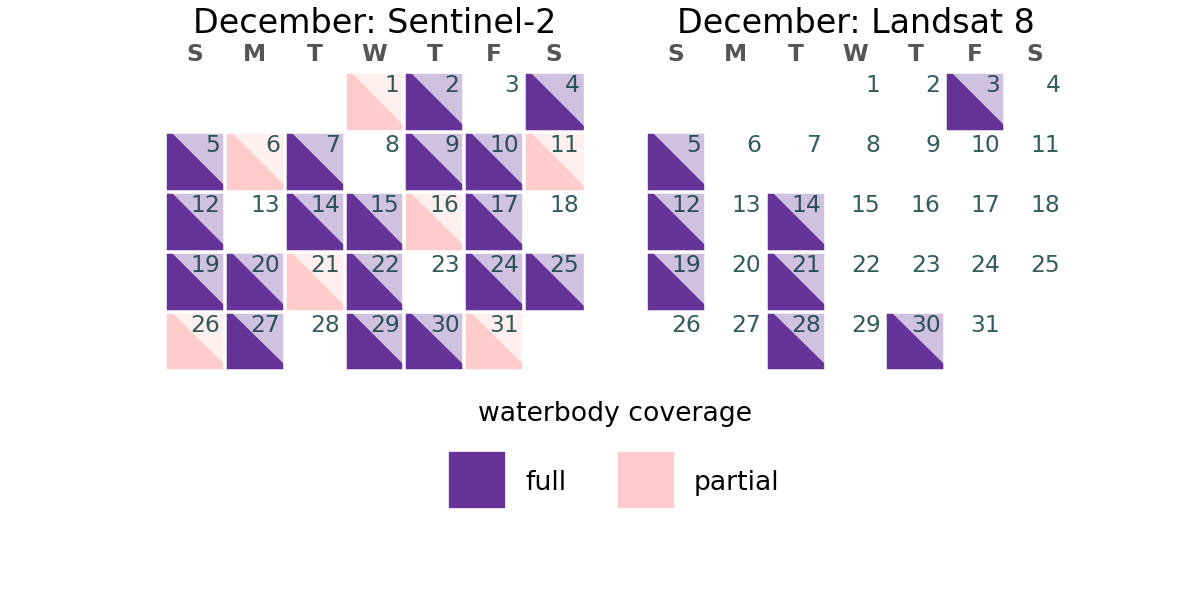 December: Sentinel-2
S M T W T F S
1 2 3 4
5 6 7 8 9 10 11
12 13 14 15 16 17 18
19 20 21 22 23 24 25
26 27 28 29 30 31
December: Landsat 8
S M T W T F S
1 2 3 4
5 6 7 8 9 10 11
12 13 14 15 16 17 18
19 20 21 22 23 24 25
26 27 28 29 30 31
waterbody coverage
full partial